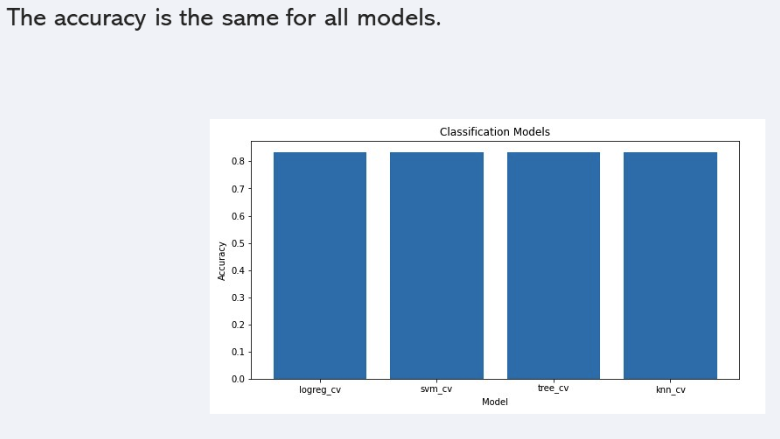 The accuracy is the same for all models.
Classification Models
0.8
0.7
0.6
0.5
0.4
0.3
0.2
0.1
0.0
Accuracy
logreg_cv svm_cv tree_cv knn_cv
Model